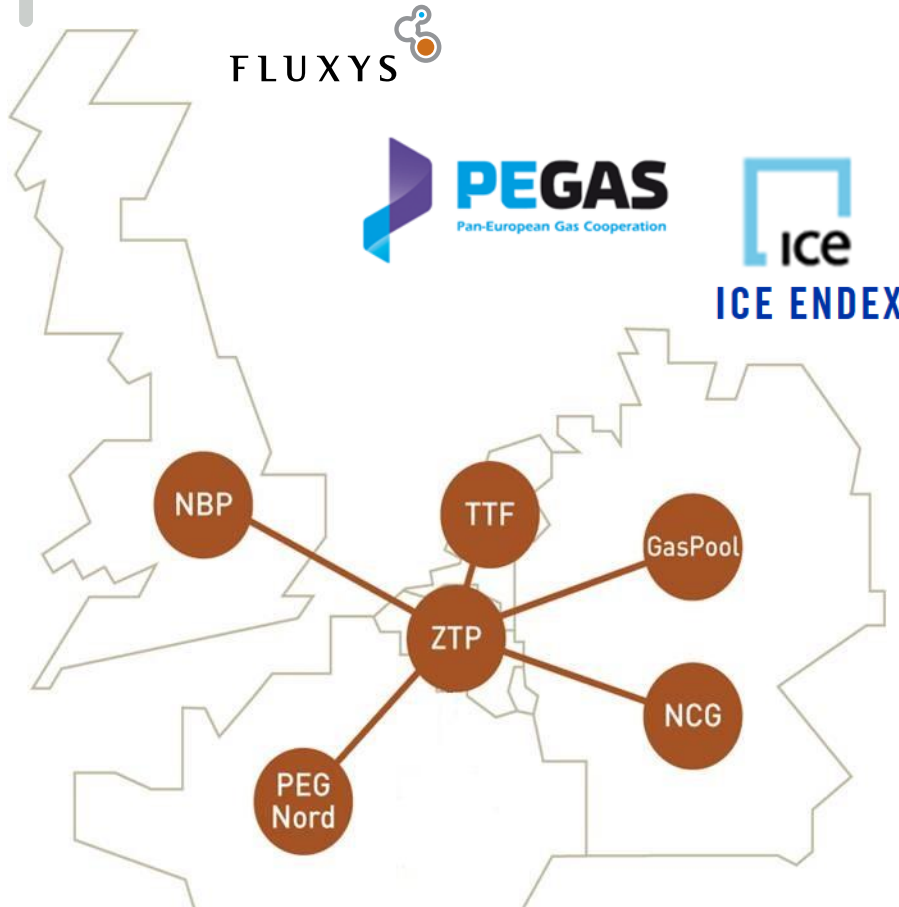 FLUXYS
PEGAS
Pan-European Gas Cooperation
ice
ICE ENDEX
NBP
TTF
GasPool
ZTP
NCG
PEG
Nord